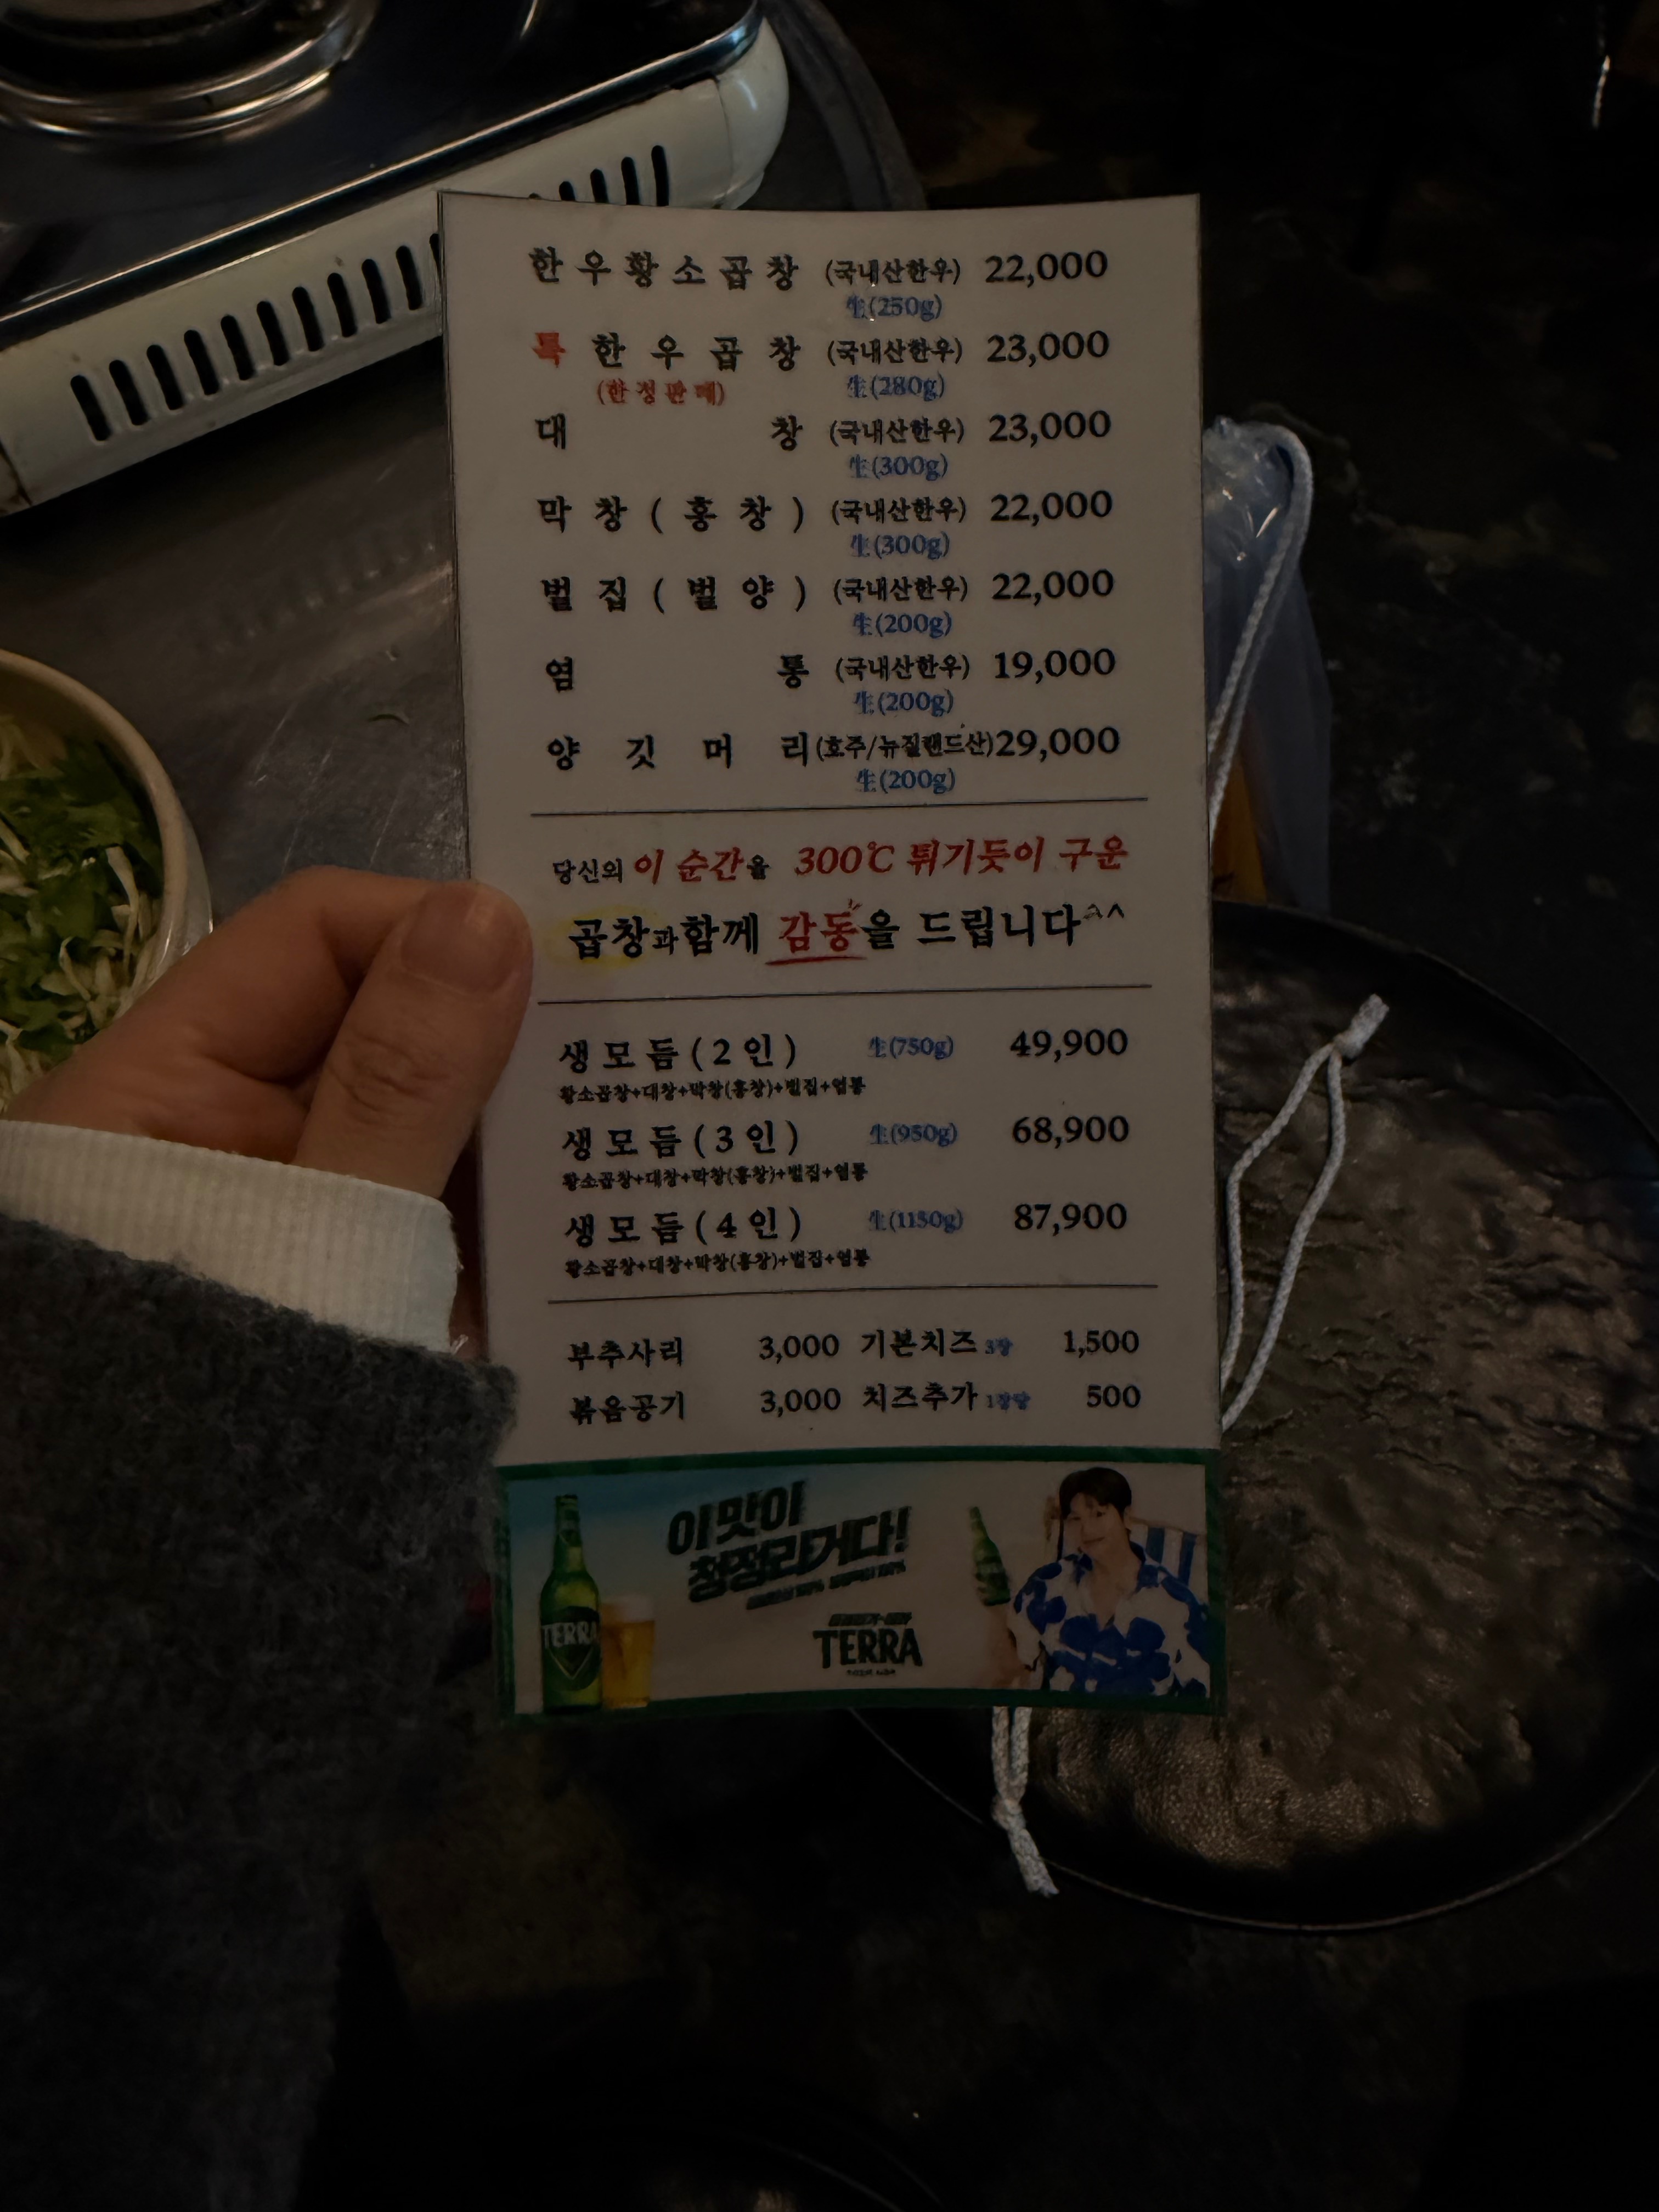 한우황소곱창 (국내산한우) 22,000
生(250g)
특한우곱창 (국내산한우) 23,000
(한정판매) 生(280g)
대창 (국내산한우) 23,000
生(300g)
막창(홍창) (국내산한우) 22,000
生(300g)
벌집(벌양) (국내산한우) 22,000
生(200g)
염통 (국내산한우) 19,000
生(200g)
양깃머리 (호주/뉴질랜드산) 29,000
生(200g)
당신의 이 순간을 300℃ 튀기듯이 구운
곱창과함께 감동을 드립니다^^
생모듬(2인) 生(750g) 49,900
황소곱창+대창+막창(홍창)+벌집+염통
생모듬(3인) 生(950g) 68,900
황소곱창+대창+막창(홍창)+벌집+염통
생모듬(4인) 生(1150g) 87,900
황소곱창+대창+막창(홍창)+벌집+염통
부추사리 3,000 기본치즈 3장 1,500
볶음공기 3,000 치즈추가 1장당 500
이맛이
청정라거다!
TERRA
TERRA